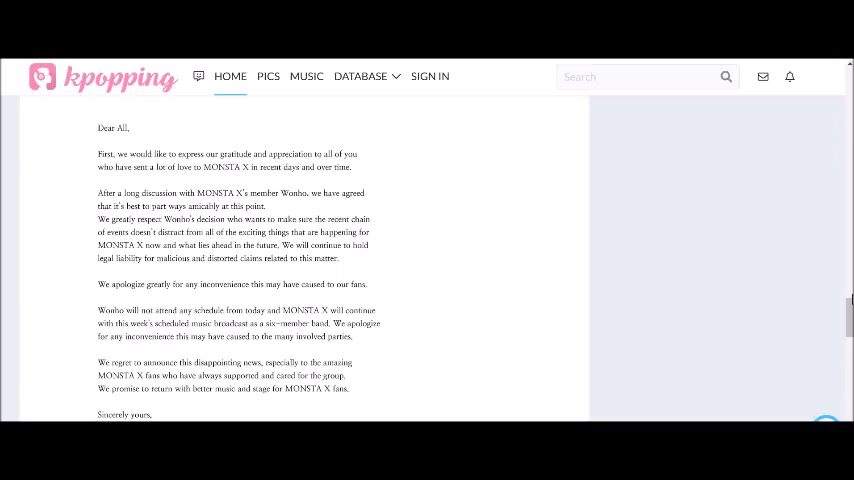 kpopping
HOME PICS MUSIC DATABASE SIGN IN
Search
Dear All,
First, we would like to express our gratitude and appreciation to all of you
who have sent a lot of love to MONSTA X in recent days and over time.
After a long discussion with MONSTA X's member Wonho, we have agreed
that it's best to part ways amicably at this point.
We greatly respect Wonho's decision who wants to make sure the recent chain
of events doesn't distract from all of the exciting things that are happening for
MONSTA X now and what lies ahead in the future. We will continue to hold
legal liability for malicious and distorted claims related to this matter.
We apologize greatly for any inconvenience this may have caused to our fans.
Wonho will not attend any schedule from today and MONSTA X will continue
with this week's scheduled music broadcast as a six-member band. We apologize
for any inconvenience this may have caused to the many involved parties.
We regret to announce this disappointing news, especially to the amazing
MONSTA X fans who have always supported and cared for the group.
We promise to return with better music and stage for MONSTA X fans.
Sincerely yours,